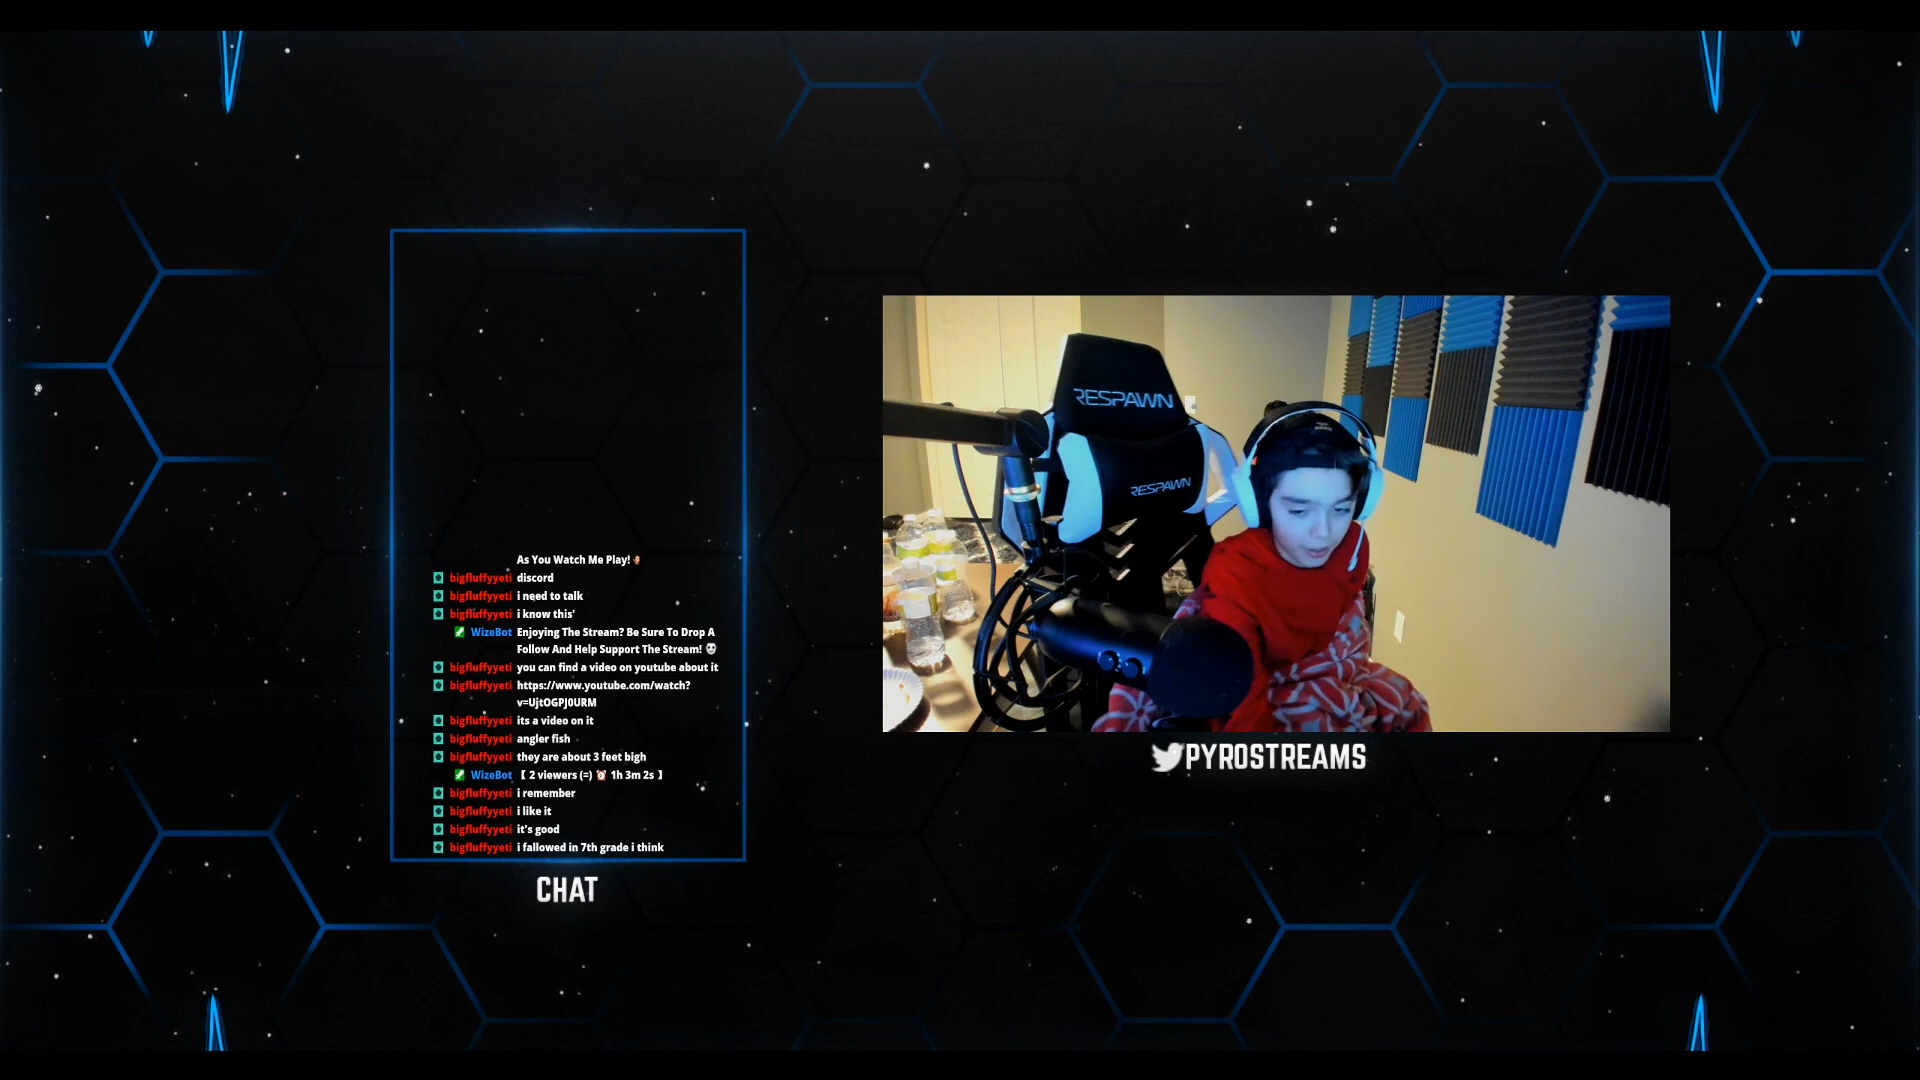 As You Watch Me Play!
bigfluffyyeti discord
bigfluffyyeti i need to talk
bigfluffyyeti i know this'
WizeBot Enjoying The Stream? Be Sure To Drop A
Follow And Help Support The Stream!
bigfluffyyeti you can find a video on youtube about it
bigfluffyyeti https://www.youtube.com/watch?
v=UjtOGPJ0URM
bigfluffyyeti its a video on it
bigfluffyyeti angler fish
bigfluffyyeti they are about 3 feet bigh
WizeBot 【 2 viewers (=) ⏰ 1h 3m 2s 】
bigfluffyyeti i remember
bigfluffyyeti i like it
bigfluffyyeti it's good
bigfluffyyeti i fallowed in 7th grade i think
CHAT
RESPAWN
RESPAWN
PYROSTREAMS